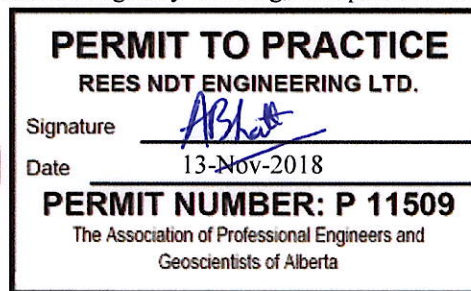 PERMIT TO PRACTICE
REES NDT ENGINEERING LTD.
Signature ABhatt
Date 13-Nov-2018
PERMIT NUMBER: P 11509
The Association of Professional Engineers and
Geoscientists of Alberta